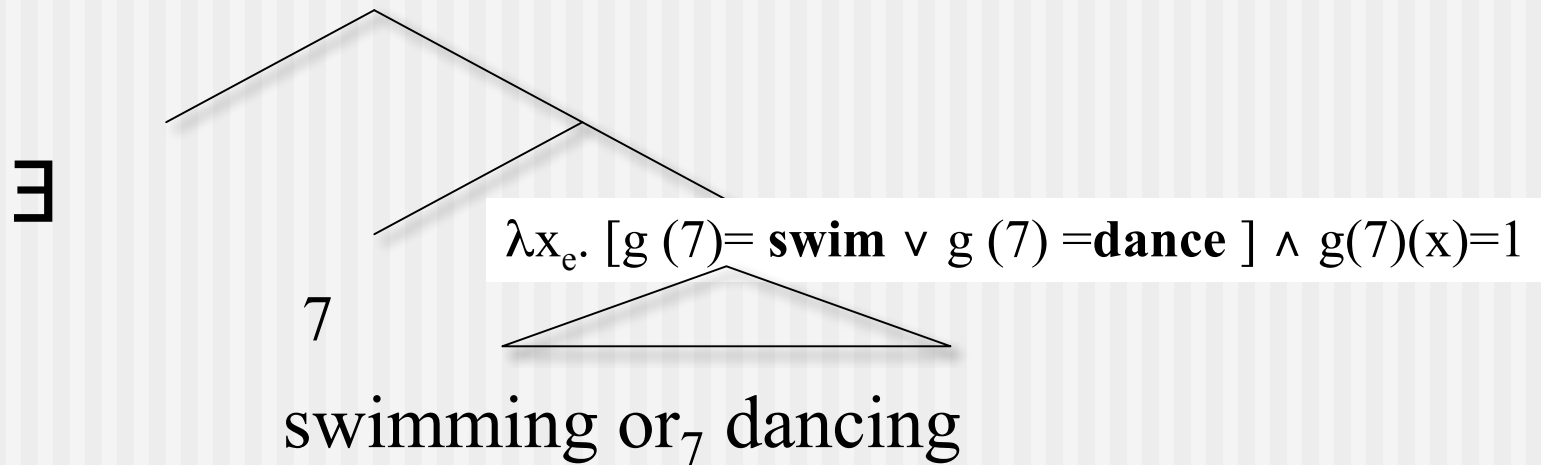 ∃
λxₑ. [g (7)= swim ∨ g (7) =dance ] ∧ g(7)(x)=1
7
swimming or₇ dancing